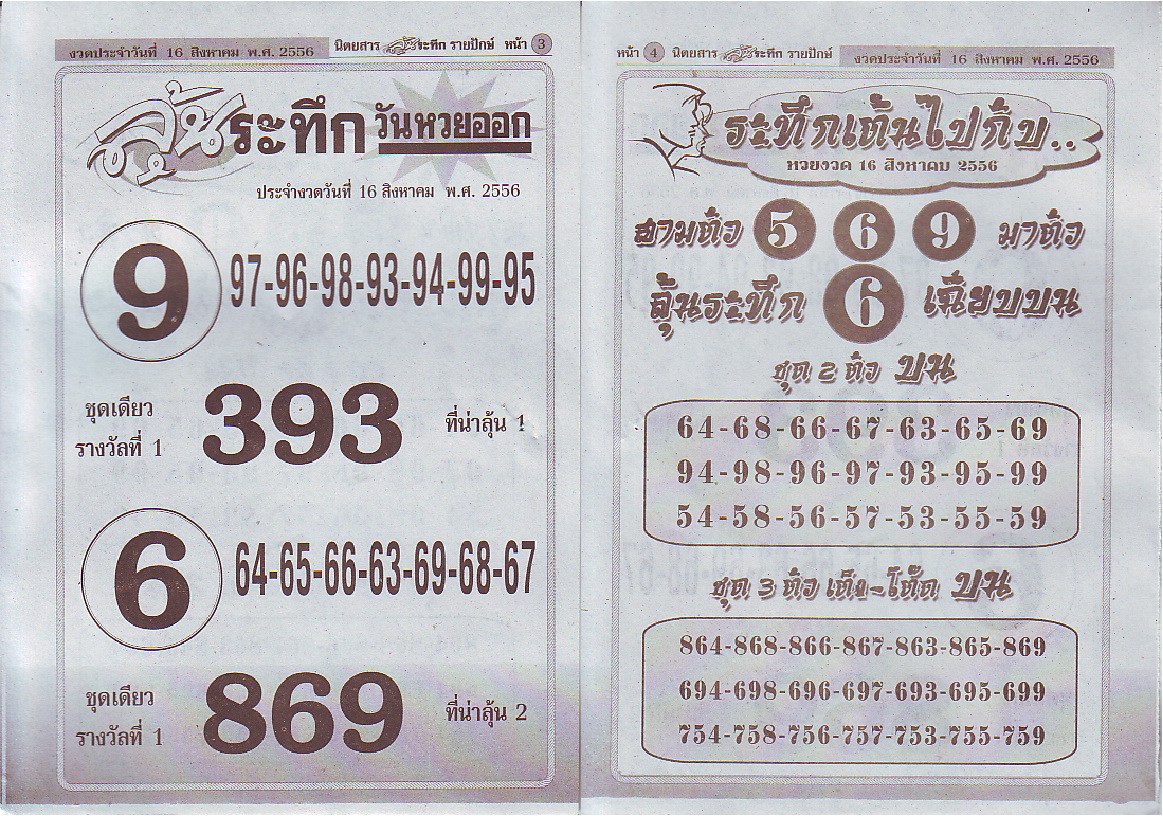 งวดประจำวันที่ 16 สิงหาคม พ.ศ. 2556 นิตยสาร ลุ้นระทึก รายปักษ์ หน้า 3
ลุ้นระทึก วันหวยออก
ประจำงวดวันที่ 16 สิงหาคม พ.ศ. 2556
9 97-96-98-93-94-99-95
ชุดเดียว
รางวัลที่ 1 393 ที่น่าลุ้น 1
6 64-65-66-63-69-68-67
ชุดเดียว
รางวัลที่ 1 869 ที่น่าลุ้น 2
หน้า 4 นิตยสาร ลุ้นระทึก รายปักษ์ งวดประจำวันที่ 16 สิงหาคม พ.ศ. 2556
ระทึกเห้นไปกับ..
หวยงวด 16 สิงหาคม 2556
สามตัว 5 6 9 มาตัว
ลุ้นระทึก 6 เฉียบบน
ชุด 2 ตัว บน
64-68-66-67-63-65-69
94-98-96-97-93-95-99
54-58-56-57-53-55-59
ชุด 3 ตัว เต็ง-โต๊ด บน
864-868-866-867-863-865-869
694-698-696-697-693-695-699
754-758-756-757-753-755-759